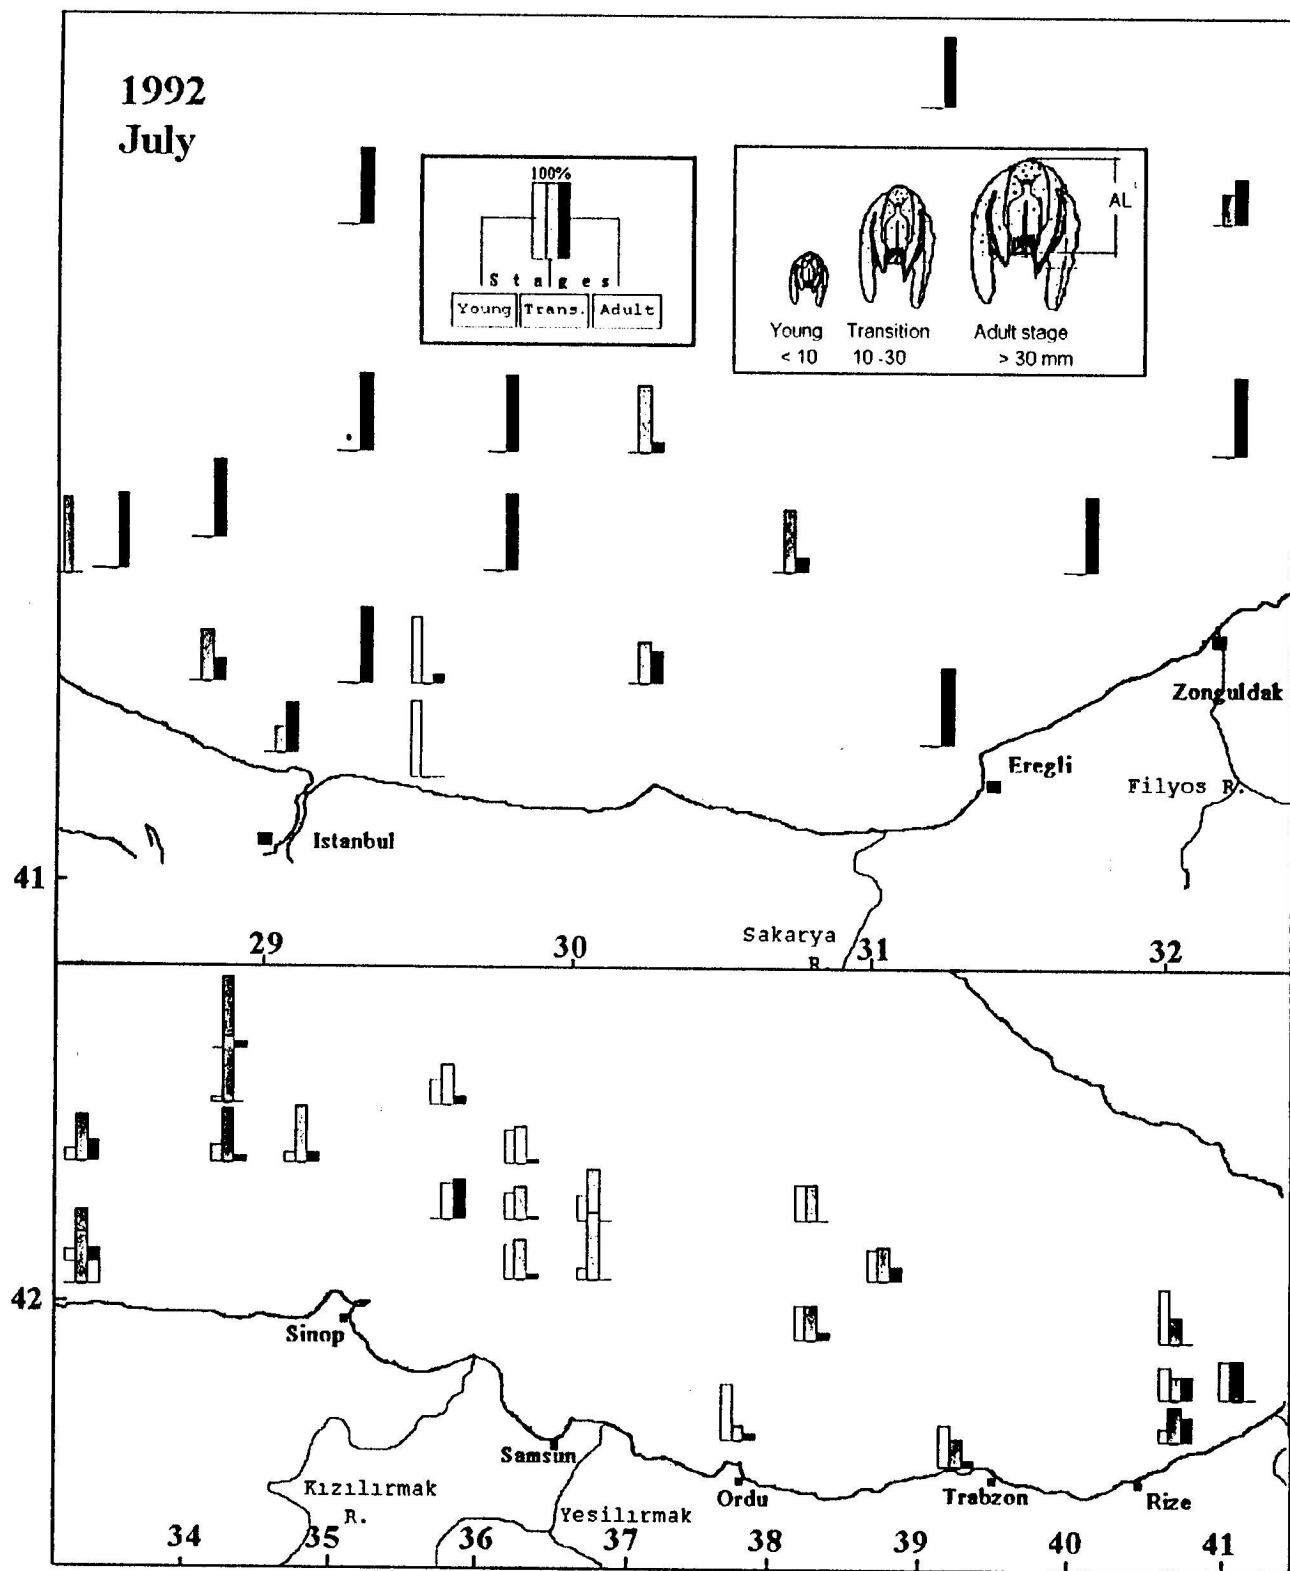 1992
July
100%
S t a g e s
Young Trans. Adult
AL
Young Transition Adult stage
< 10 10 -30 > 30 mm
Zonguldak
Eregli
Filyos R.
Istanbul
41
Sakarya
R.
29 30 31 32
42
Sinop
Samsun
Kızılırmak
R.
Yesilırmak
Ordu
Trabzon
Rize
34 35 36 37 38 39 40 41